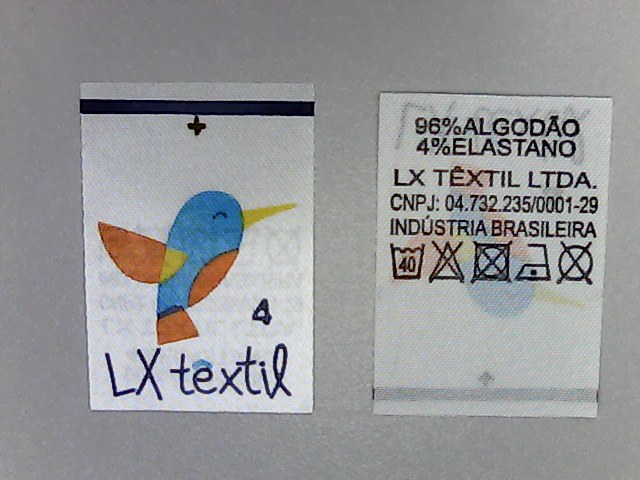 4
LX textil
96%ALGODÃO
4%ELASTANO
LX TÊXTIL LTDA.
CNPJ: 04.732.235/0001-29
INDÚSTRIA BRASILEIRA
40